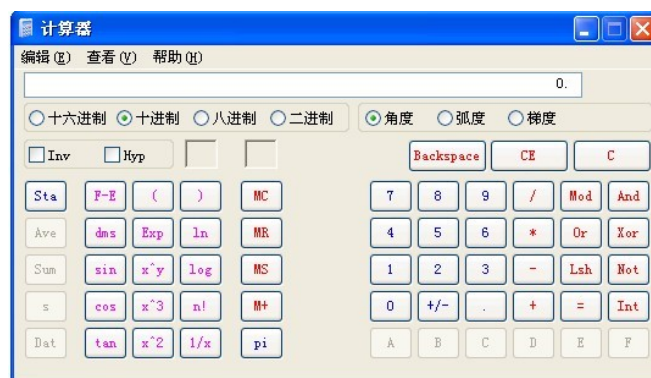 计算器
编辑(E) 查看(V) 帮助(H)
0.
十六进制 十进制 八进制 二进制 角度 弧度 梯度
Inv Hyp Backspace CE C
Sta F-E ( ) MC 7 8 9 / Mod And
Ave dms Exp ln MR 4 5 6 * Or Xor
Sum sin x^y log MS 1 2 3 - Lsh Not
s cos x^3 n! M+ 0 +/- . + = Int
Dat tan x^2 1/x pi A B C D E F